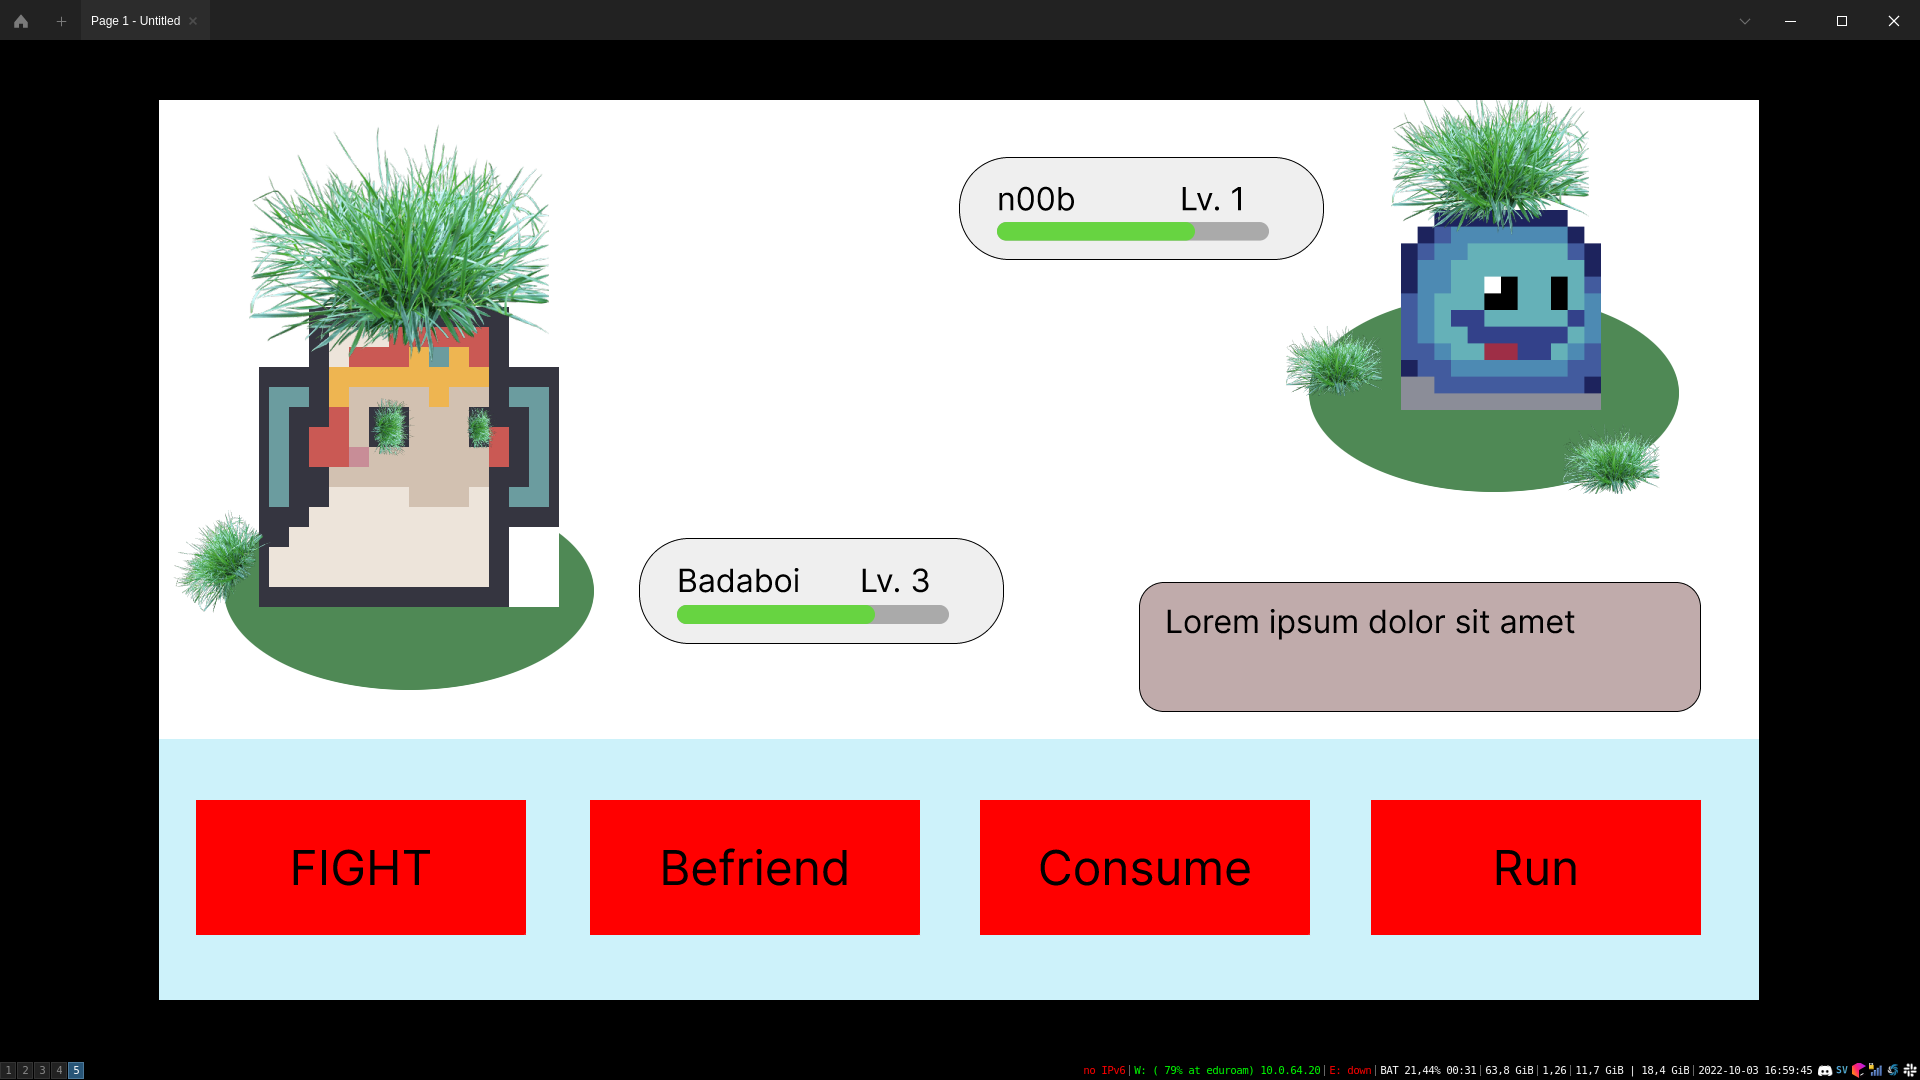 Page 1 - Untitled
n00b Lv. 1
Badaboi Lv. 3
Lorem ipsum dolor sit amet
FIGHT Befriend Consume Run
1 2 3 4 5 no IPv6|W: ( 79% at eduroam) 10.0.64.20|E: down|BAT 21,44% 00:31|63,8 GiB|1,26|11,7 GiB | 18,4 GiB|2022-10-03 16:59:45 SV